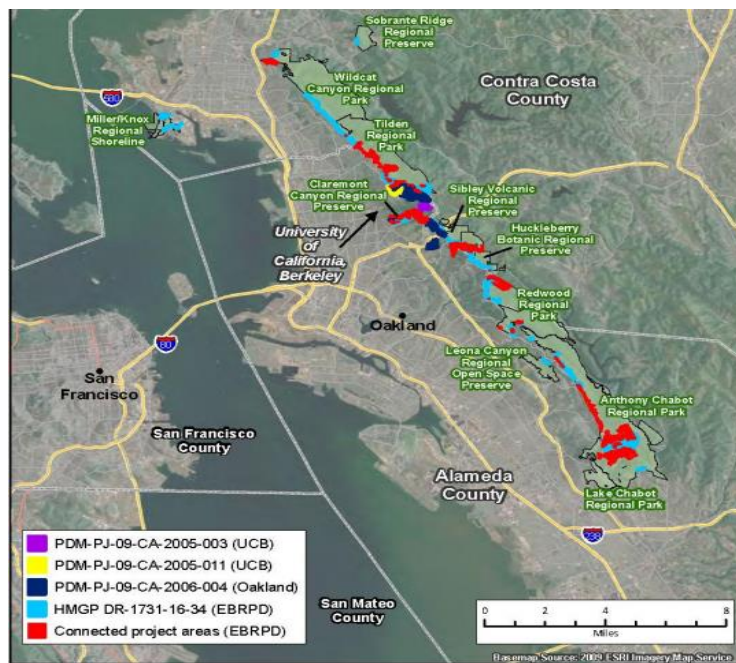 Sobrante Ridge
Regional
Preserve
Wildcat
Canyon Regional
Park
Contra Costa
County
580
Miller/Knox
Regional
Shoreline
Tilden
Regional
Park
Claremont
Canyon Regional
Preserve
Sibley Volcanic
Regional
Preserve
University
of
California,
Berkeley
Huckleberry
Botanic Regional
Preserve
Redwood
Regional
Park
Oakland
80
Leona Canyon
Regional
Open Space
Preserve
San
Francisco
Anthony Chabot
Regional Park
San Francisco
County
Alameda
County
Lake Chabot
Regional Park
238
PDM-PJ-09-CA-2005-003 (UCB)
PDM-PJ-09-CA-2005-011 (UCB)
PDM-PJ-09-CA-2006-004 (Oakland)
HMGP DR-1731-16-34 (EBRPD)
Connected project areas (EBRPD)
San Mateo
County
0 2 4 8
Miles
Basemap Source: 2009 ESRI Imagery Map Service